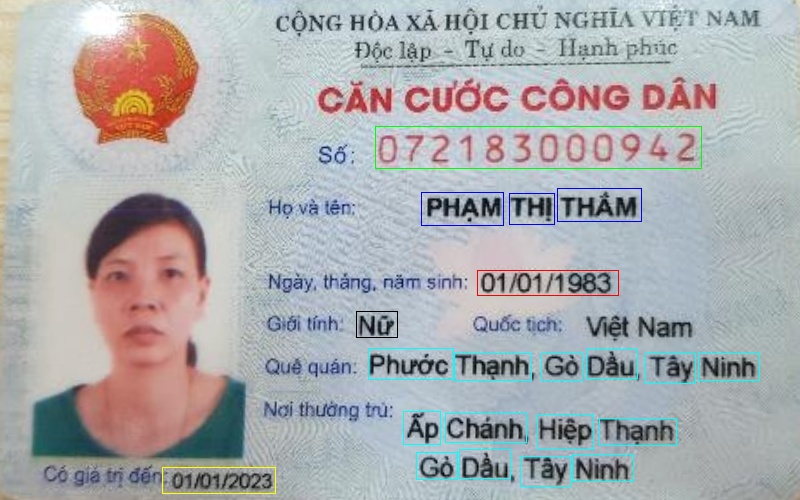 CỘNG HÒA XÃ HỘI CHỦ NGHĨA VIỆT NAM
Độc lập - Tự do - Hạnh phúc
CĂN CƯỚC CÔNG DÂN
Số: 072183000942
Họ và tên: PHẠM THỊ THẮM
Ngày, tháng, năm sinh: 01/01/1983
Giới tính: Nữ Quốc tịch: Việt Nam
Quê quán: Phước Thạnh, Gò Dầu, Tây Ninh
Nơi thường trú: Ấp Chánh, Hiệp Thạnh
Gò Dầu, Tây Ninh
Có giá trị đến: 01/01/2023